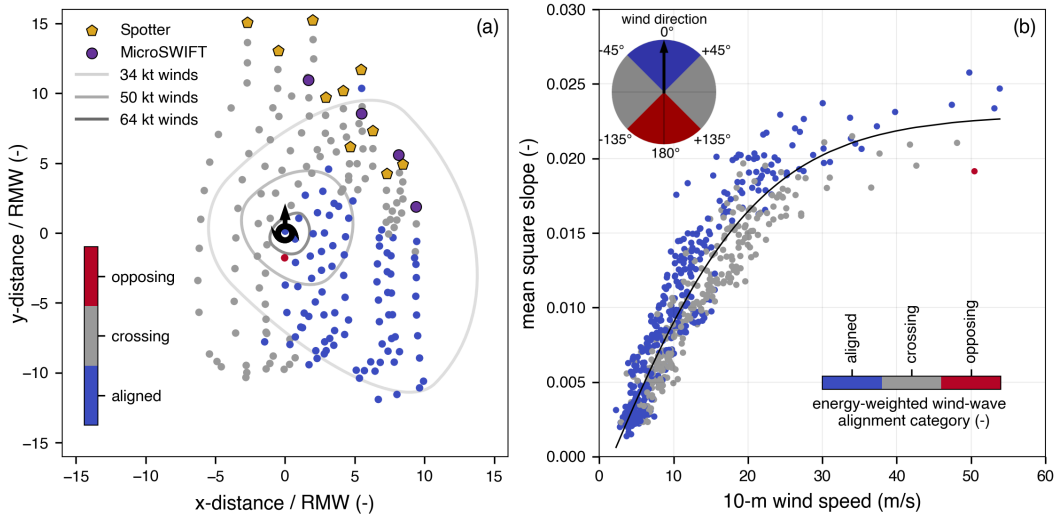 (a)
Spotter
MicroSWIFT
34 kt winds
50 kt winds
64 kt winds
15
10
5
0
−5
−10
−15
y-distance / RMW (-)
opposing
crossing
aligned
−15
−10
−5
0
5
10
15
x-distance / RMW (-)
(b)
wind direction
0°
-45°
+45°
-135°
+135°
180°
0.030
0.025
0.020
0.015
0.010
0.005
0.000
mean square slope (-)
aligned
crossing
opposing
energy-weighted wind-wave
alignment category (-)
0
10
20
30
40
50
60
10-m wind speed (m/s)